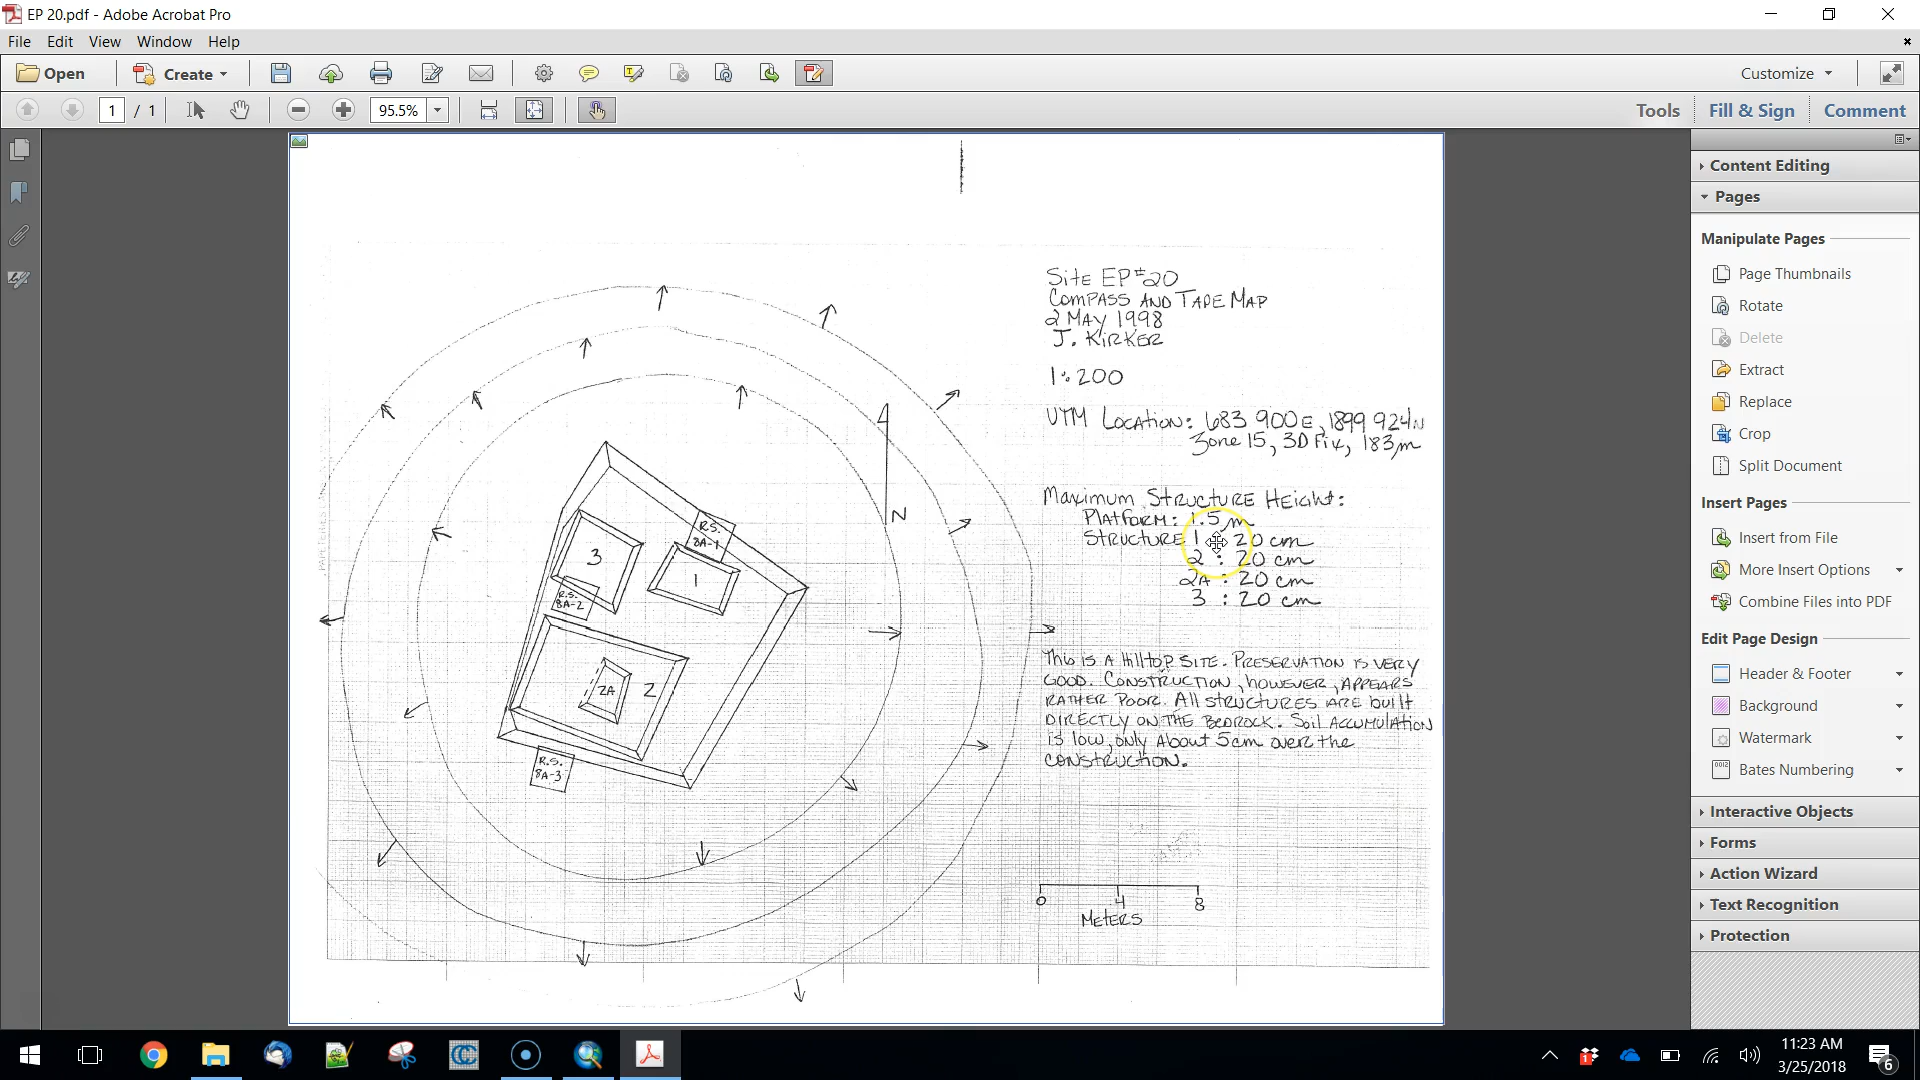 EP 20.pdf - Adobe Acrobat Pro
File Edit View Window Help
Open Create Customize
1 / 1 95.5% Tools Fill & Sign Comment
Site EP#20
Compass and Tape Map
2 May 1998
J. Kirker
1:200
UTM Location: 683 900E, 1899 924N
Zone 15, 3D Fix, 183m
Maximum Structure Height:
Platform: 1.5 m
Structure 1 : 20 cm
2 : 20 cm
2A : 20 cm
3 : 20 cm
This is a hilltop site. Preservation is very
good. Construction, however, appears
rather poor. All structures are built
directly on the bedrock. Soil accumulation
is low, only about 5cm over the
construction.
N
R.S.
8A-1
3
1
R.S.
8A-2
2A 2
R.S.
8A-3
0 4 8
Meters
Content Editing
Pages
Manipulate Pages
Page Thumbnails
Rotate
Delete
Extract
Replace
Crop
Split Document
Insert Pages
Insert from File
More Insert Options
Combine Files into PDF
Edit Page Design
Header & Footer
Background
Watermark
Bates Numbering
Interactive Objects
Forms
Action Wizard
Text Recognition
Protection
11:23 AM
3/25/2018
6